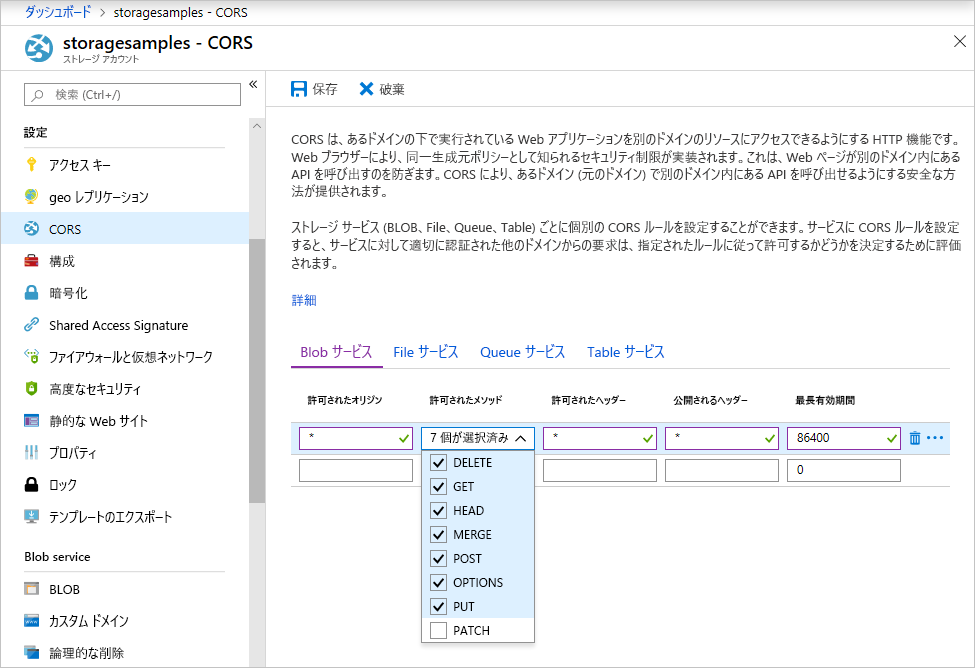 ダッシュボード > storagesamples - CORS
storagesamples - CORS
ストレージ アカウント
検索 (Ctrl+/)
設定
アクセス キー
geo レプリケーション
CORS
構成
暗号化
Shared Access Signature
ファイアウォールと仮想ネットワーク
高度なセキュリティ
静的な Web サイト
プロパティ
ロック
テンプレートのエクスポート
Blob service
BLOB
カスタム ドメイン
論理的な削除
保存 破棄
CORS は、あるドメインの下で実行されている Web アプリケーションを別のドメインのリソースにアクセスできるようにする HTTP 機能です。
Web ブラウザーにより、同一生成元ポリシーとして知られるセキュリティ制限が実装されます。これは、Web ページが別のドメイン内にある
API を呼び出すのを防ぎます。CORS により、あるドメイン (元のドメイン) で別のドメイン内にある API を呼び出せるようにする安全な方
法が提供されます。
ストレージ サービス (BLOB、File、Queue、Table) ごとに個別の CORS ルールを設定することができます。サービスに CORS ルールを設定
すると、サービスに対して適切に認証された他のドメインからの要求は、指定されたルールに従って許可するかどうかを決定するために評価
されます。
詳細
Blob サービス File サービス Queue サービス Table サービス
許可されたオリジン 許可されたメソッド 許可されたヘッダー 公開されるヘッダー 最長有効期間
* 7 個が選択済み * * 86400
0
DELETE
GET
HEAD
MERGE
POST
OPTIONS
PUT
PATCH